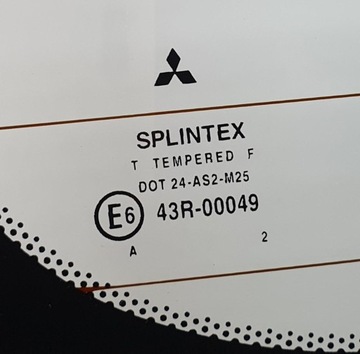 SPLINTEX
T TEMPERED F
DOT 24-AS2-M25
E6 43R-00049
A 2